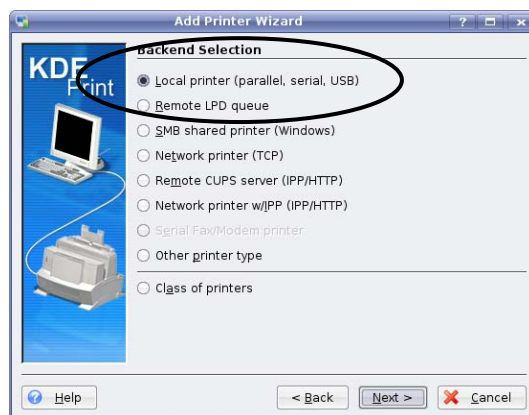 Add Printer Wizard
KDE
Print
Backend Selection
Local printer (parallel, serial, USB)
Remote LPD queue
SMB shared printer (Windows)
Network printer (TCP)
Remote CUPS server (IPP/HTTP)
Network printer w/IPP (IPP/HTTP)
Serial Fax/Modem printer
Other printer type
Class of printers
Help
< Back
Next >
Cancel